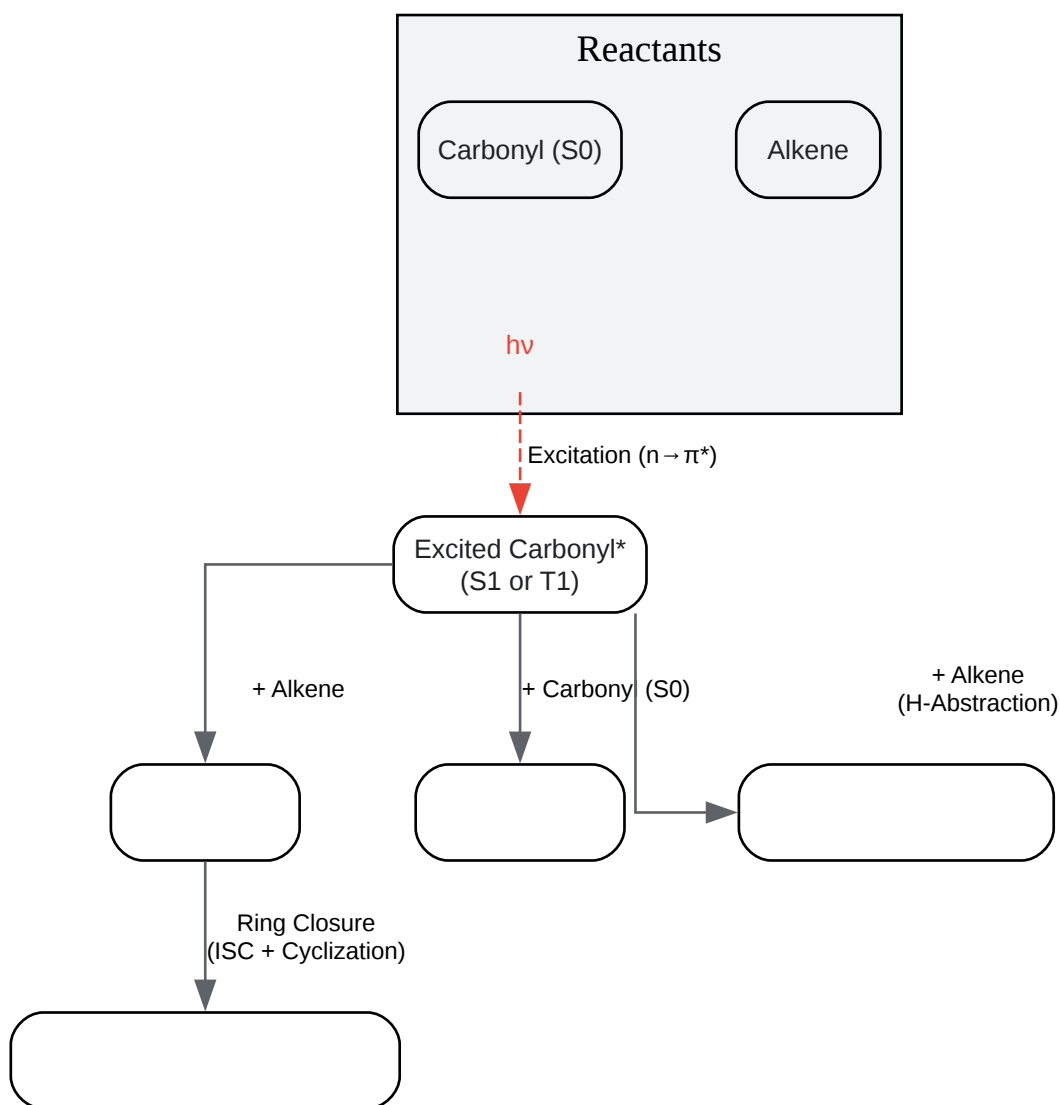 Reactants
Carbonyl (S0)
Alkene
hν
Excitation (n→π*)
Excited Carbonyl*
(S1 or T1)
+ Alkene
+ Carbonyl (S0)
+ Alkene
(H-Abstraction)
Ring Closure
(ISC + Cyclization)